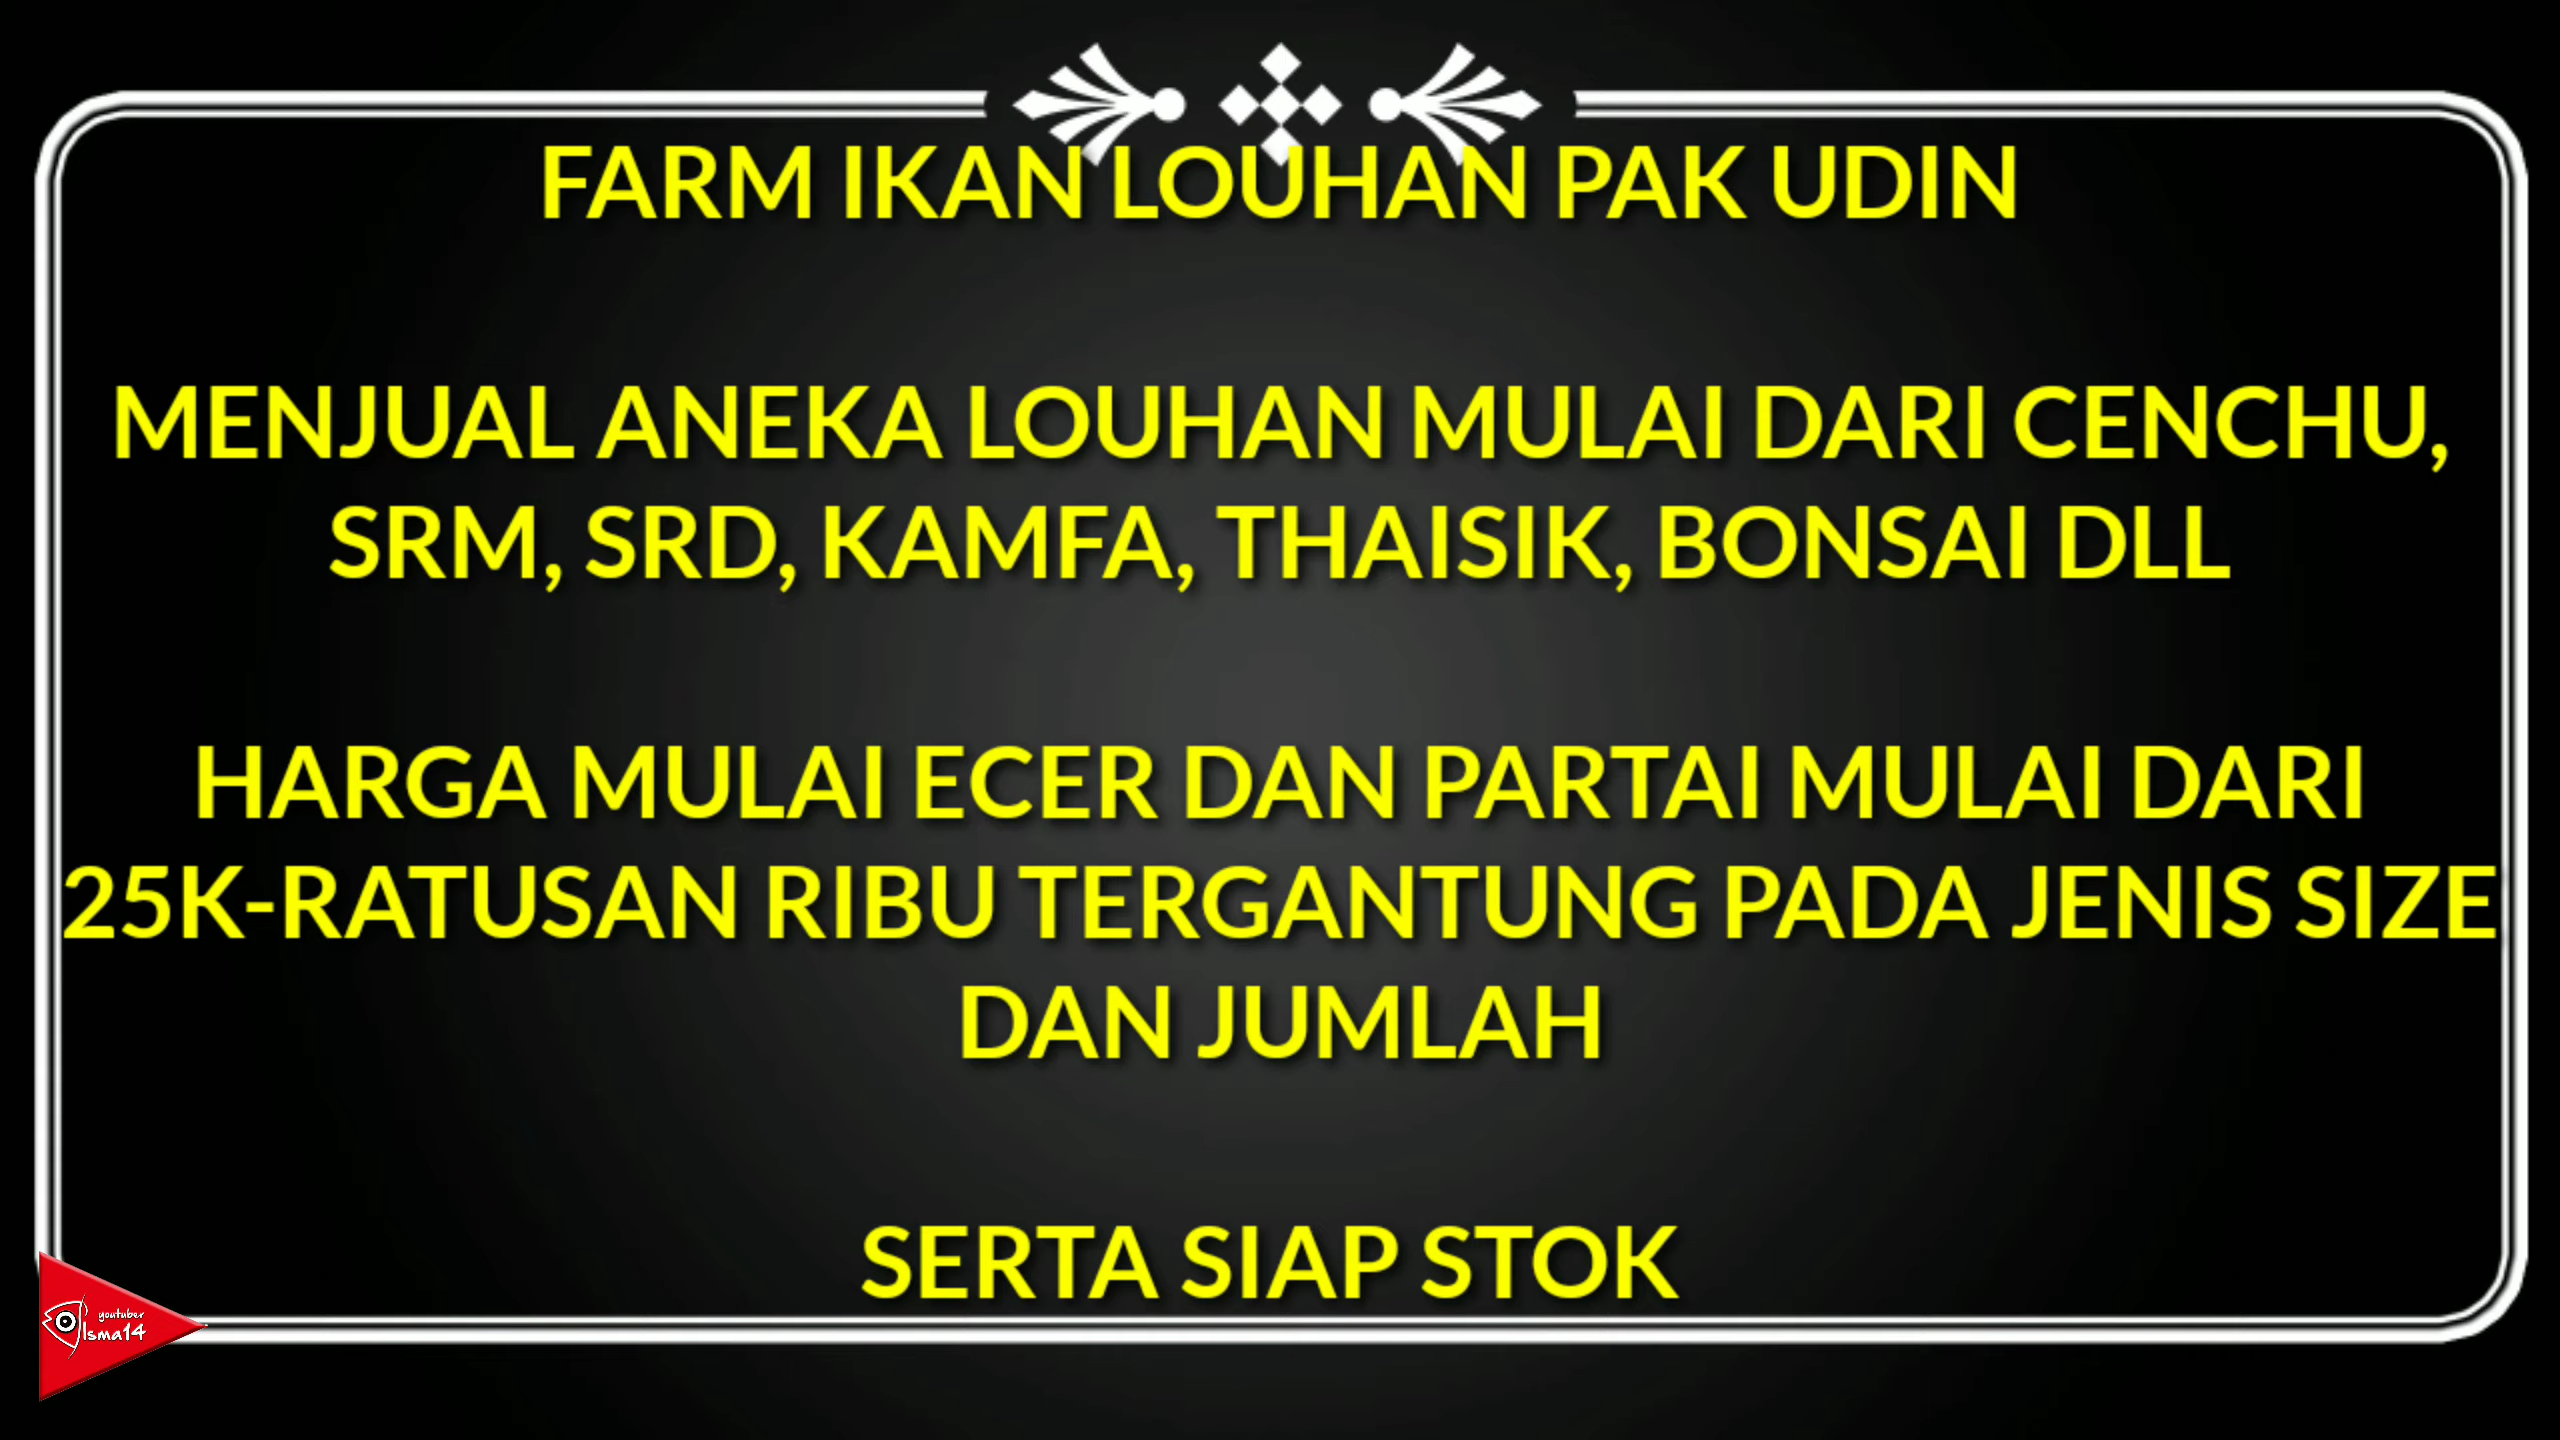 FARM IKAN LOUHAN PAK UDIN
MENJUAL ANEKA LOUHAN MULAI DARI CENCHU,
SRM, SRD, KAMFA, THAISIK, BONSAI DLL
HARGA MULAI ECER DAN PARTAI MULAI DARI
25K-RATUSAN RIBU TERGANTUNG PADA JENIS SIZE
DAN JUMLAH
SERTA SIAP STOK
youtuber
Isma14